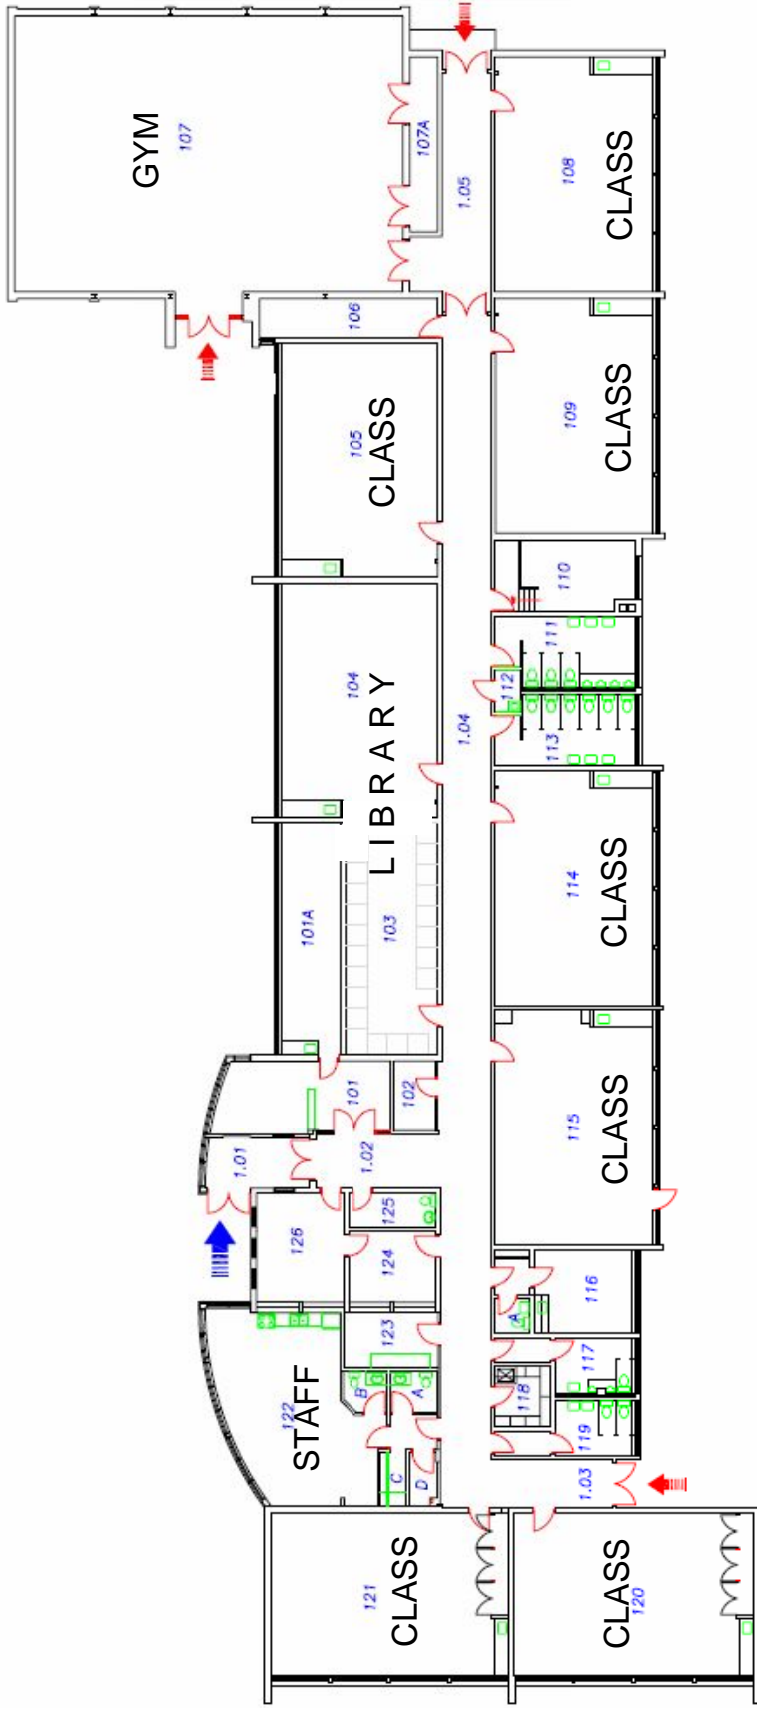 GYM
107
107A
1.05
108
CLASS
106
105
CLASS
109
CLASS
110
111
112
113
104
LIBRARY
1.04
101A
103
114
CLASS
101
102
1.01
1.02
115
CLASS
126
125
124
123
116
A
117
118
119
B
A
122
STAFF
C
D
1.03
121
CLASS
CLASS
120